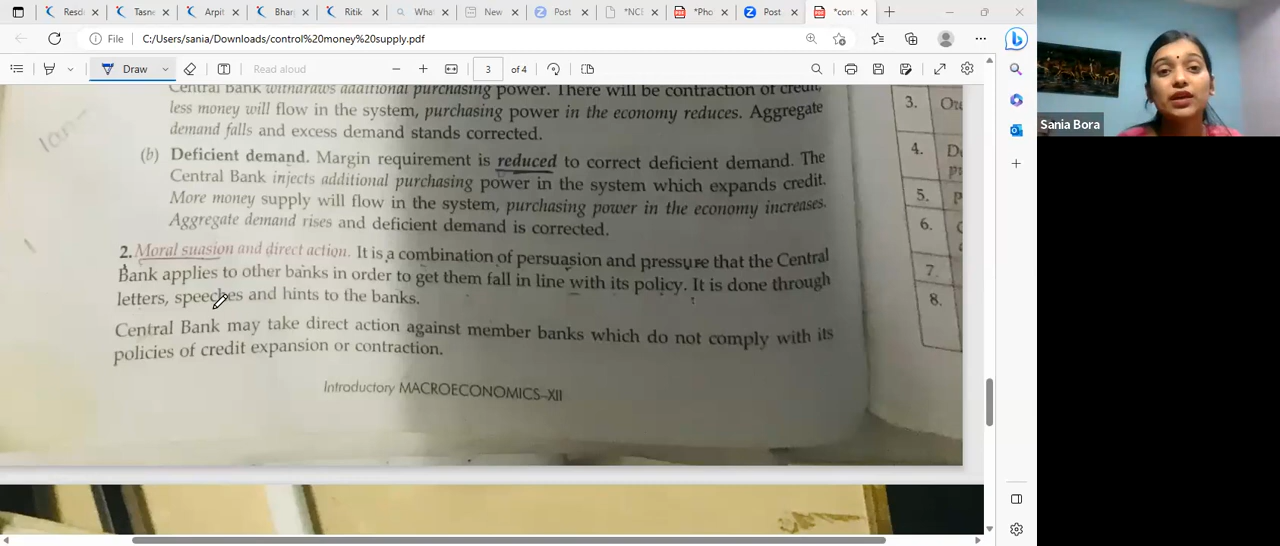 Resdi
Tasne
Arpit
Bharg
Ritik
Wha
New
Post
*NCE
*Pho
Post
*con
File C:/Users/sania/Downloads/control%20money%20supply.pdf
Draw
Read aloud
3 of 4
Central Bank withdraws additional purchasing power. There will be contraction of credit,
less money will flow in the system, purchasing power in the economy reduces. Aggregate
demand falls and excess demand stands corrected.
(b) Deficient demand. Margin requirement is reduced to correct deficient demand. The
Central Bank injects additional purchasing power in the system which expands credit.
More money supply will flow in the system, purchasing power in the economy increases.
Aggregate demand rises and deficient demand is corrected.
2. Moral suasion and direct action. It is a combination of persuasion and pressure that the Central
Bank applies to other banks in order to get them fall in line with its policy. It is done through
letters, speeches and hints to the banks.
Central Bank may take direct action against member banks which do not comply with its
policies of credit expansion or contraction.
Introductory MACROECONOMICS–XII
3. Ou
4. D
p
5. P
6.
7.
8.
Sania Bora